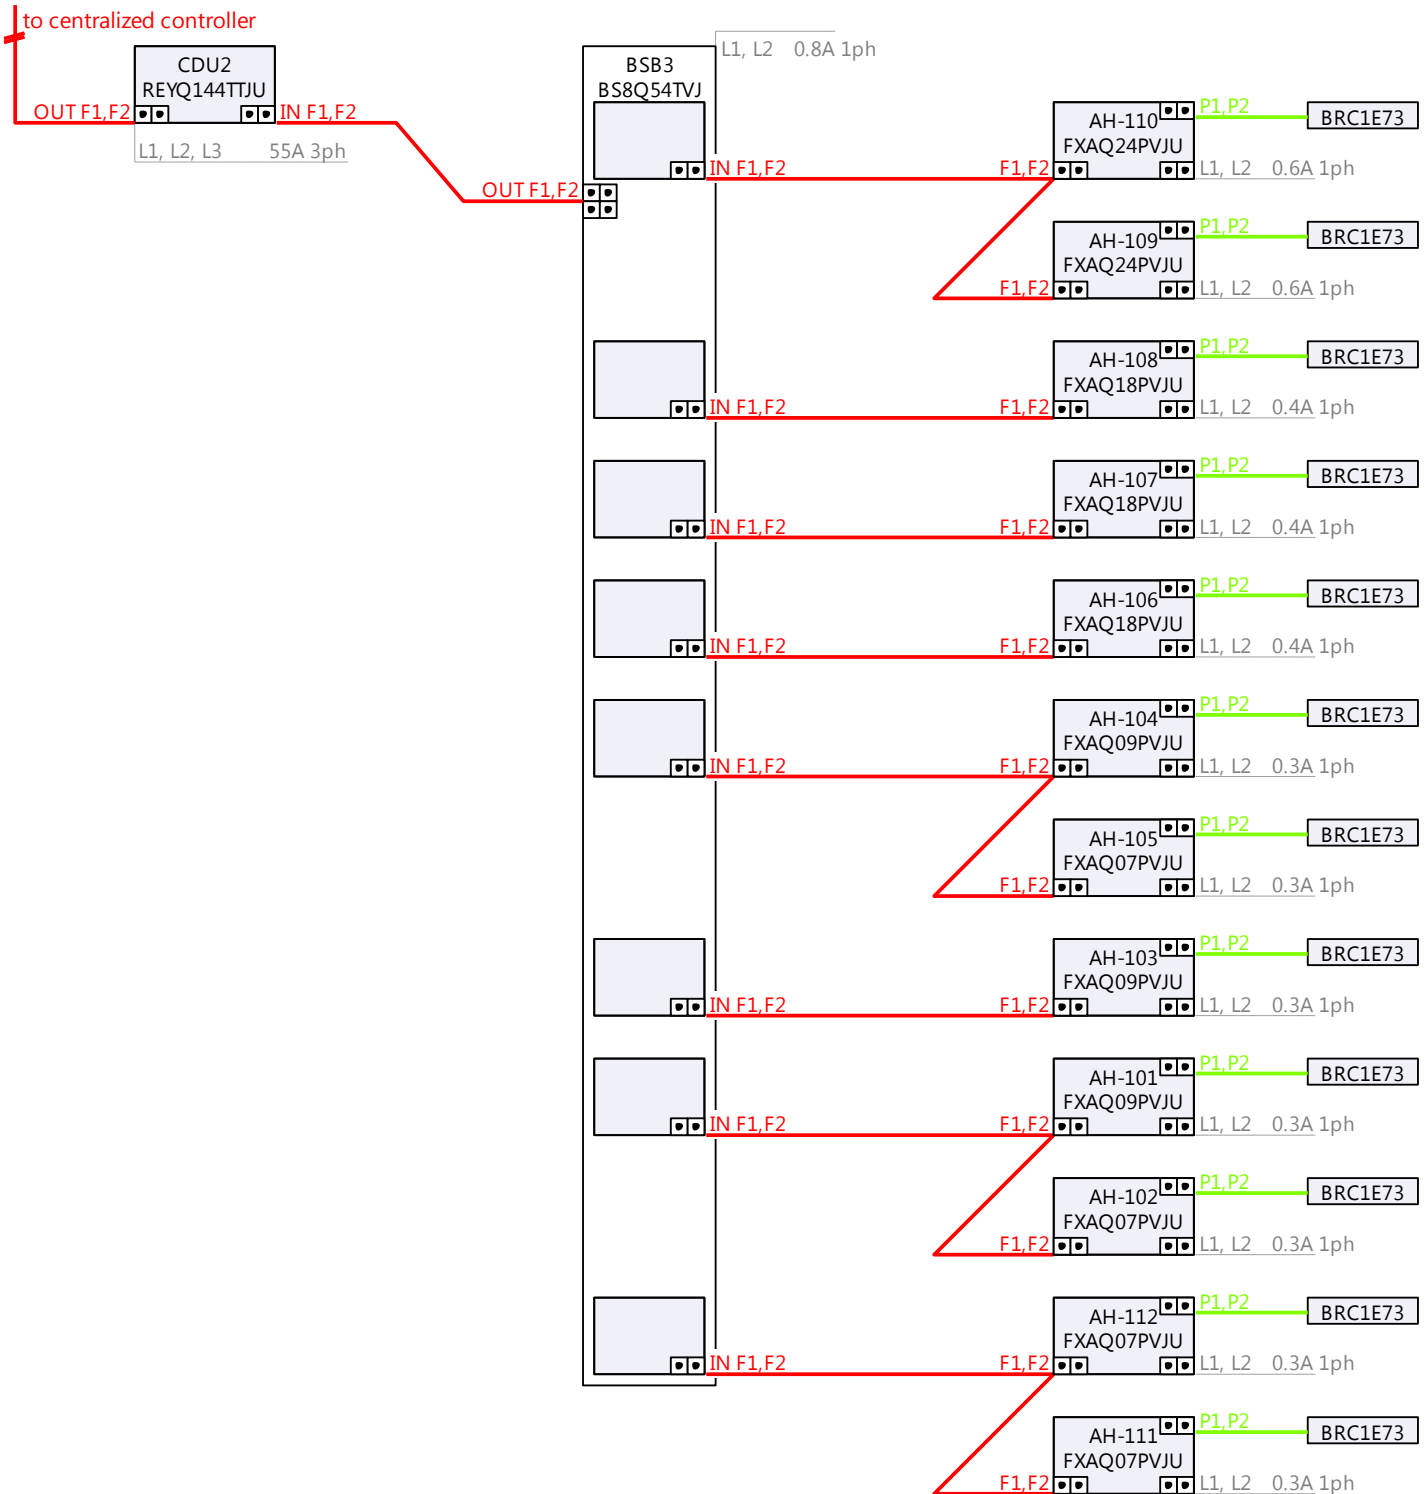 to centralized controller
CDU2
REYQ144TTJU
OUT F1,F2
IN F1,F2
L1, L2, L3 55A 3ph
BSB3
BS8Q54TVJ
L1, L2 0.8A 1ph
OUT F1,F2
IN F1,F2
F1,F2
AH-110
FXAQ24PVJU
P1,P2
BRC1E73
L1, L2 0.6A 1ph
F1,F2
AH-109
FXAQ24PVJU
P1,P2
BRC1E73
L1, L2 0.6A 1ph
IN F1,F2
F1,F2
AH-108
FXAQ18PVJU
P1,P2
BRC1E73
L1, L2 0.4A 1ph
IN F1,F2
F1,F2
AH-107
FXAQ18PVJU
P1,P2
BRC1E73
L1, L2 0.4A 1ph
IN F1,F2
F1,F2
AH-106
FXAQ18PVJU
P1,P2
BRC1E73
L1, L2 0.4A 1ph
IN F1,F2
F1,F2
AH-104
FXAQ09PVJU
P1,P2
BRC1E73
L1, L2 0.3A 1ph
F1,F2
AH-105
FXAQ07PVJU
P1,P2
BRC1E73
L1, L2 0.3A 1ph
IN F1,F2
F1,F2
AH-103
FXAQ09PVJU
P1,P2
BRC1E73
L1, L2 0.3A 1ph
IN F1,F2
F1,F2
AH-101
FXAQ09PVJU
P1,P2
BRC1E73
L1, L2 0.3A 1ph
F1,F2
AH-102
FXAQ07PVJU
P1,P2
BRC1E73
L1, L2 0.3A 1ph
IN F1,F2
F1,F2
AH-112
FXAQ07PVJU
P1,P2
BRC1E73
L1, L2 0.3A 1ph
F1,F2
AH-111
FXAQ07PVJU
P1,P2
BRC1E73
L1, L2 0.3A 1ph